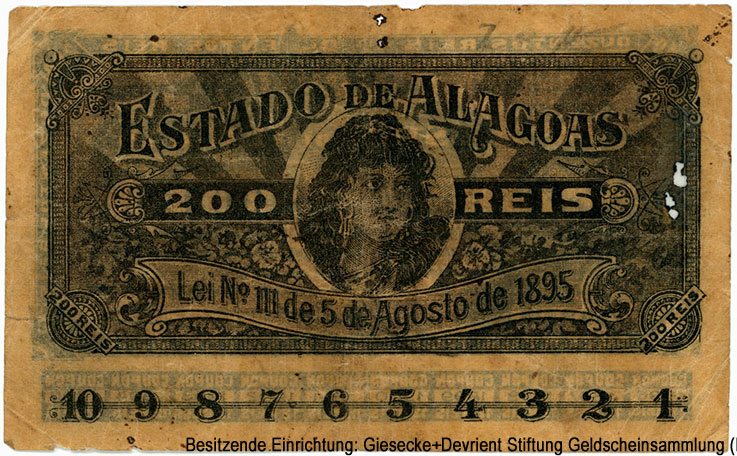 ESTADO DE ALAGOAS
200 REIS
Lei Nº 111 de 5 de Agosto de 1895
200 REIS
200 REIS
10 9 8 7 6 5 4 3 2 1
Besitzende Einrichtung: Giesecke+Devrient Stiftung Geldscheinsammlung (